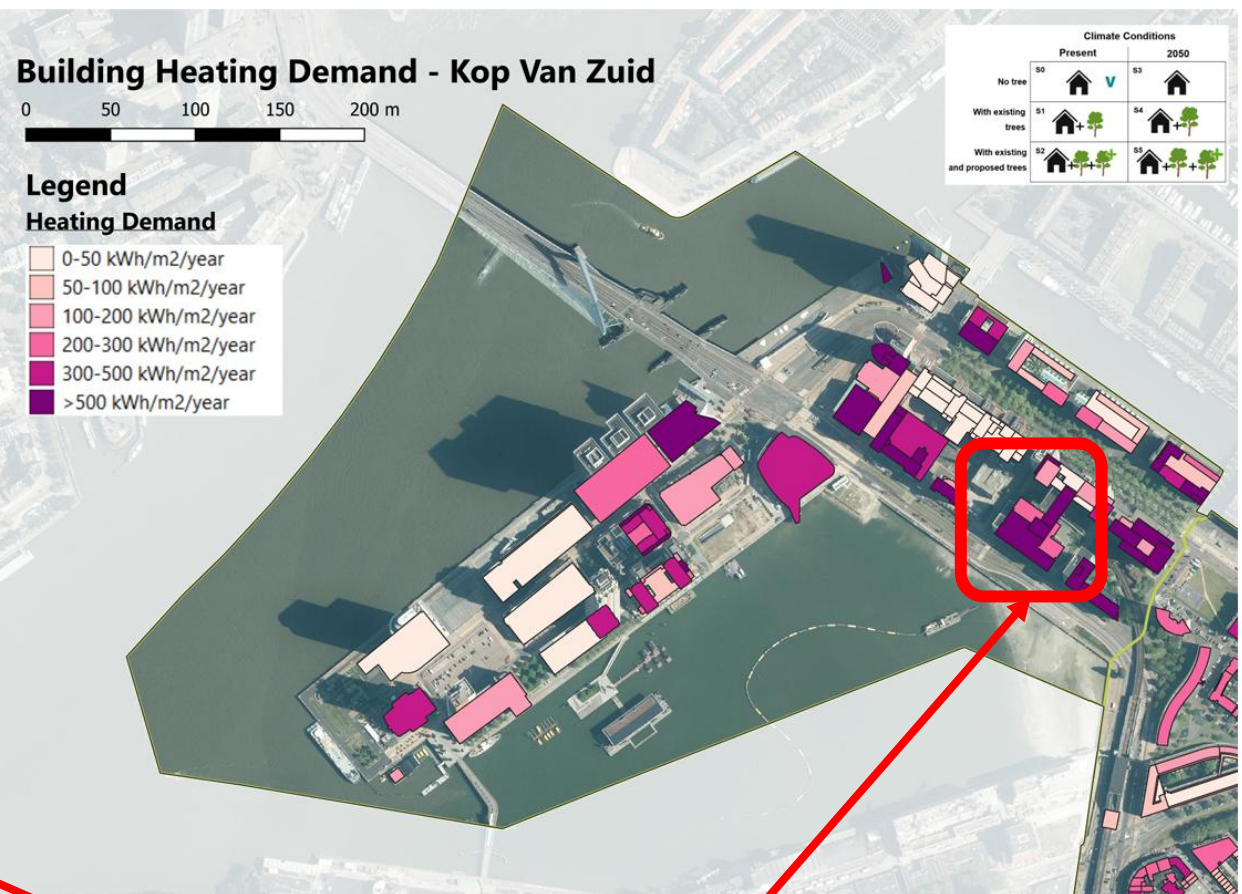 Building Heating Demand - Kop Van Zuid
0 50 100 150 200 m
Legend
Heating Demand
0-50 kWh/m2/year
50-100 kWh/m2/year
100-200 kWh/m2/year
200-300 kWh/m2/year
300-500 kWh/m2/year
>500 kWh/m2/year
Climate Conditions
Present 2050
No tree
S0 V S3
With existing
trees
S1 + S4 +
With existing
and proposed trees
S2 + + + S5 + + +